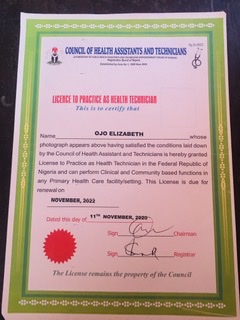 COUNCIL OF HEALTH ASSISTANTS AND TECHNICIANS
LICENCE TO PRACTICE AS HEALTH TECHNICIAN
This is to certify that
Name OJO ELIZABETH whose
photograph appears above having satisfied the conditions laid down
by the Council of Health Assistant and Technicians is hereby granted
License to Practice as Health Technician in the Federal Republic of
Nigeria and can perform Clinical and Community based functions in
any Primary Health Care facility/setting. This License is due for
renewal on
NOVEMBER, 2022
Dated this day of 11TH NOVEMBER, 2020
Sign Chairman
Sign Registrar
The License remains the property of the Council